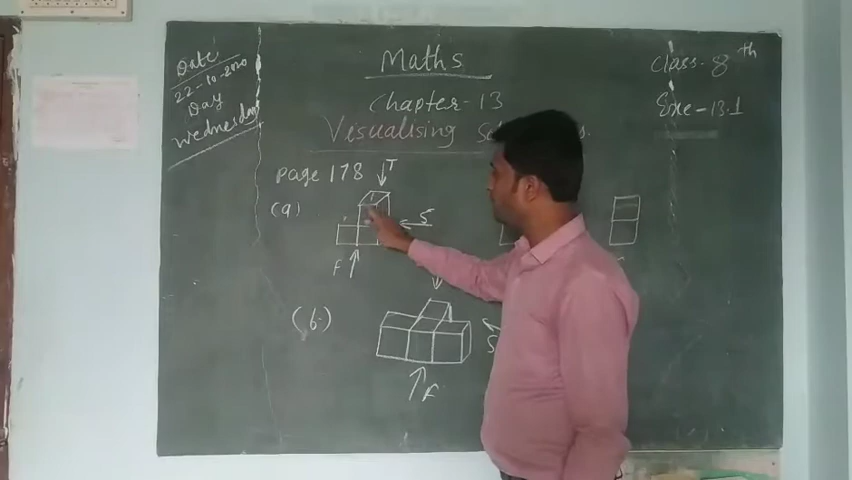 Date
22-10-2020
Day
Wednesday
Maths
Class- 8th
Chapter-13
Exe-13.1
Visualising
Page 178
T
(a)
S
F
(b)
S
F